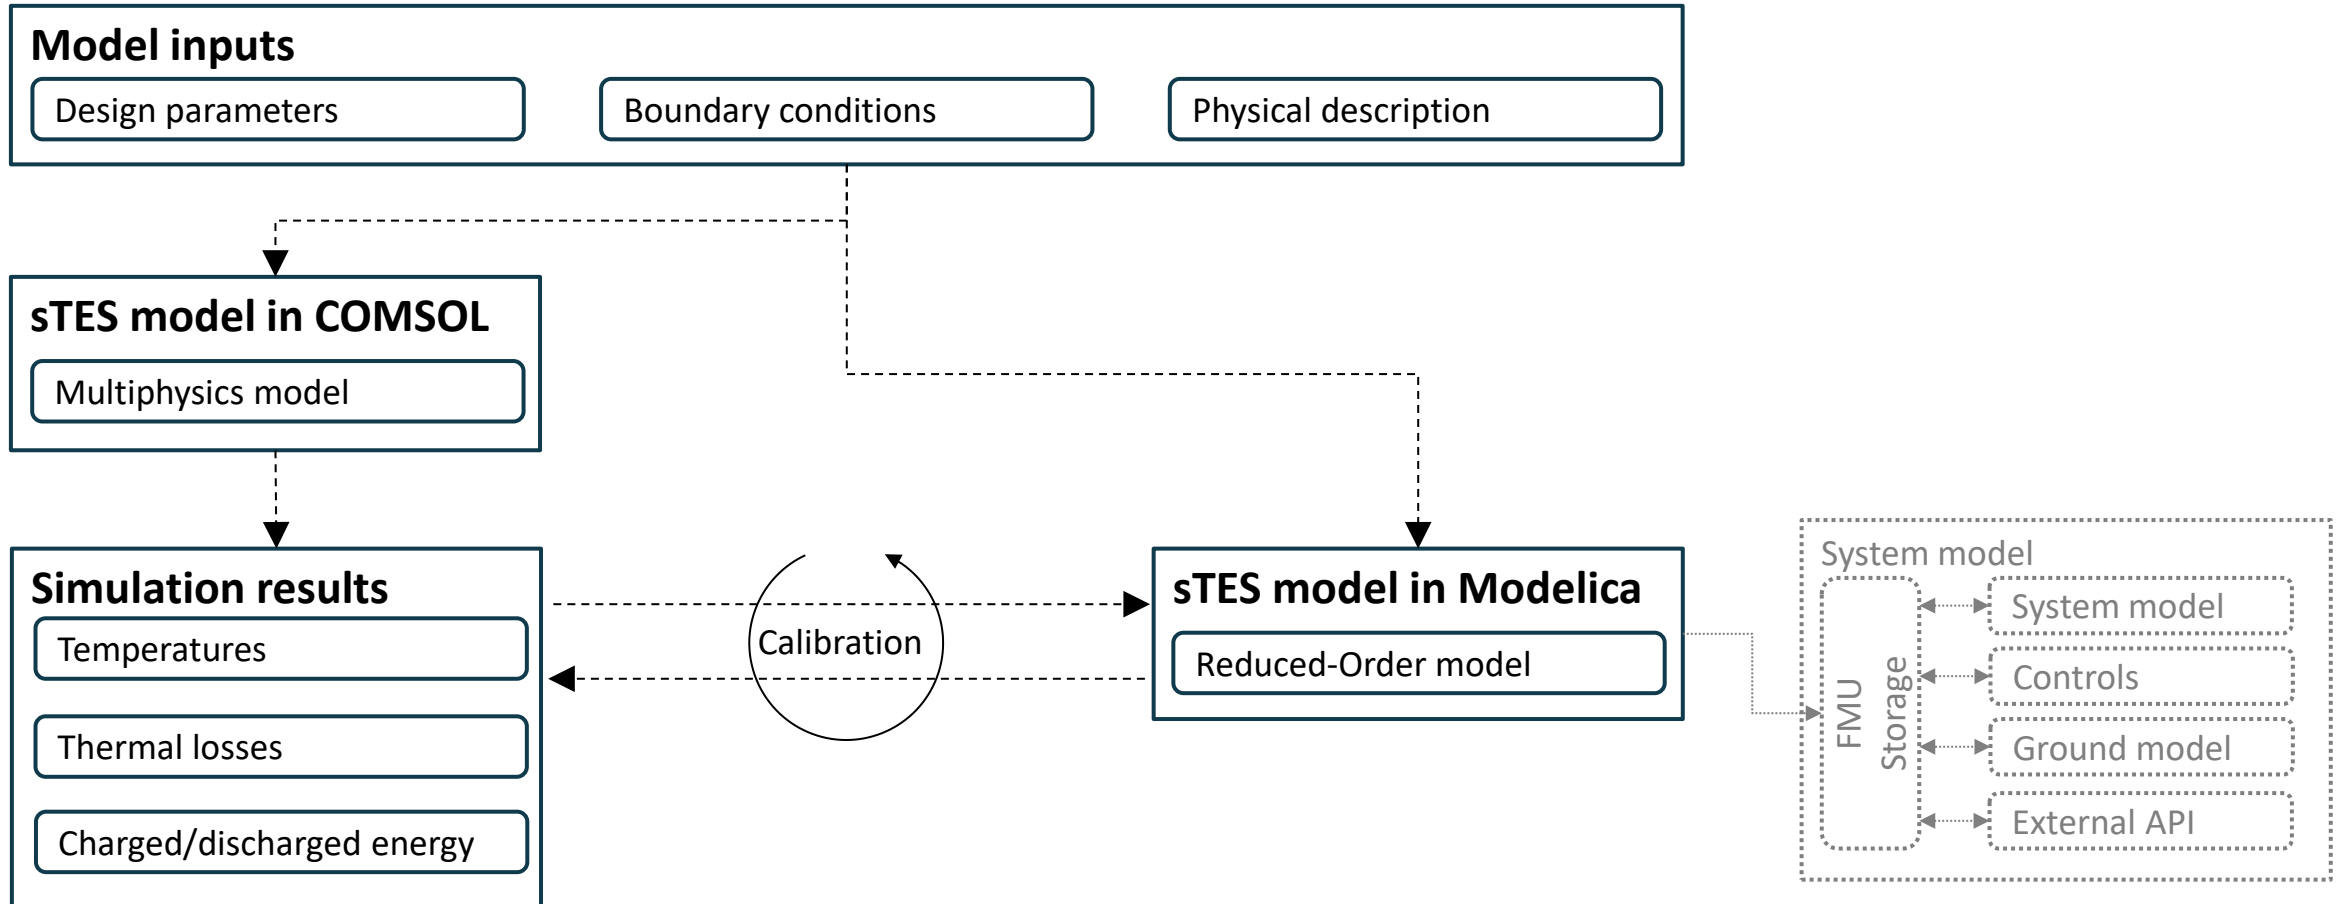 Model inputs
Design parameters
Boundary conditions
Physical description
sTES model in COMSOL
Multiphysics model
Simulation results
Temperatures
Thermal losses
Charged/discharged energy
Calibration
sTES model in Modelica
Reduced-Order model
System model
FMU
Storage
System model
Controls
Ground model
External API